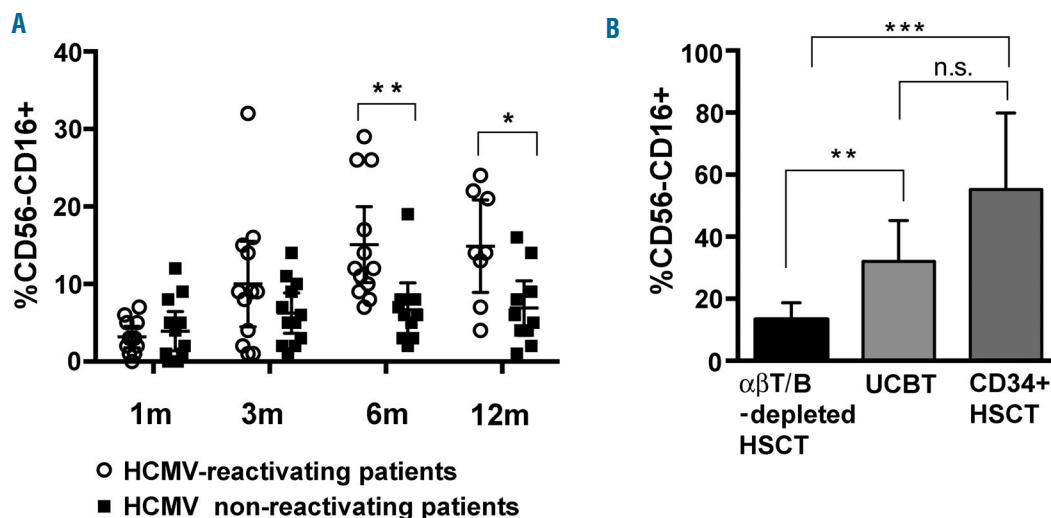 A
%CD56-CD16+
40
30
20
10
0
**
*
1m 3m 6m 12m
HCMV-reactivating patients
HCMV non-reactivating patients
B
%CD56-CD16+
100
80
60
40
20
0
***
n.s.
**
αβT/B
-depleted
HSCT
UCBT
CD34+
HSCT